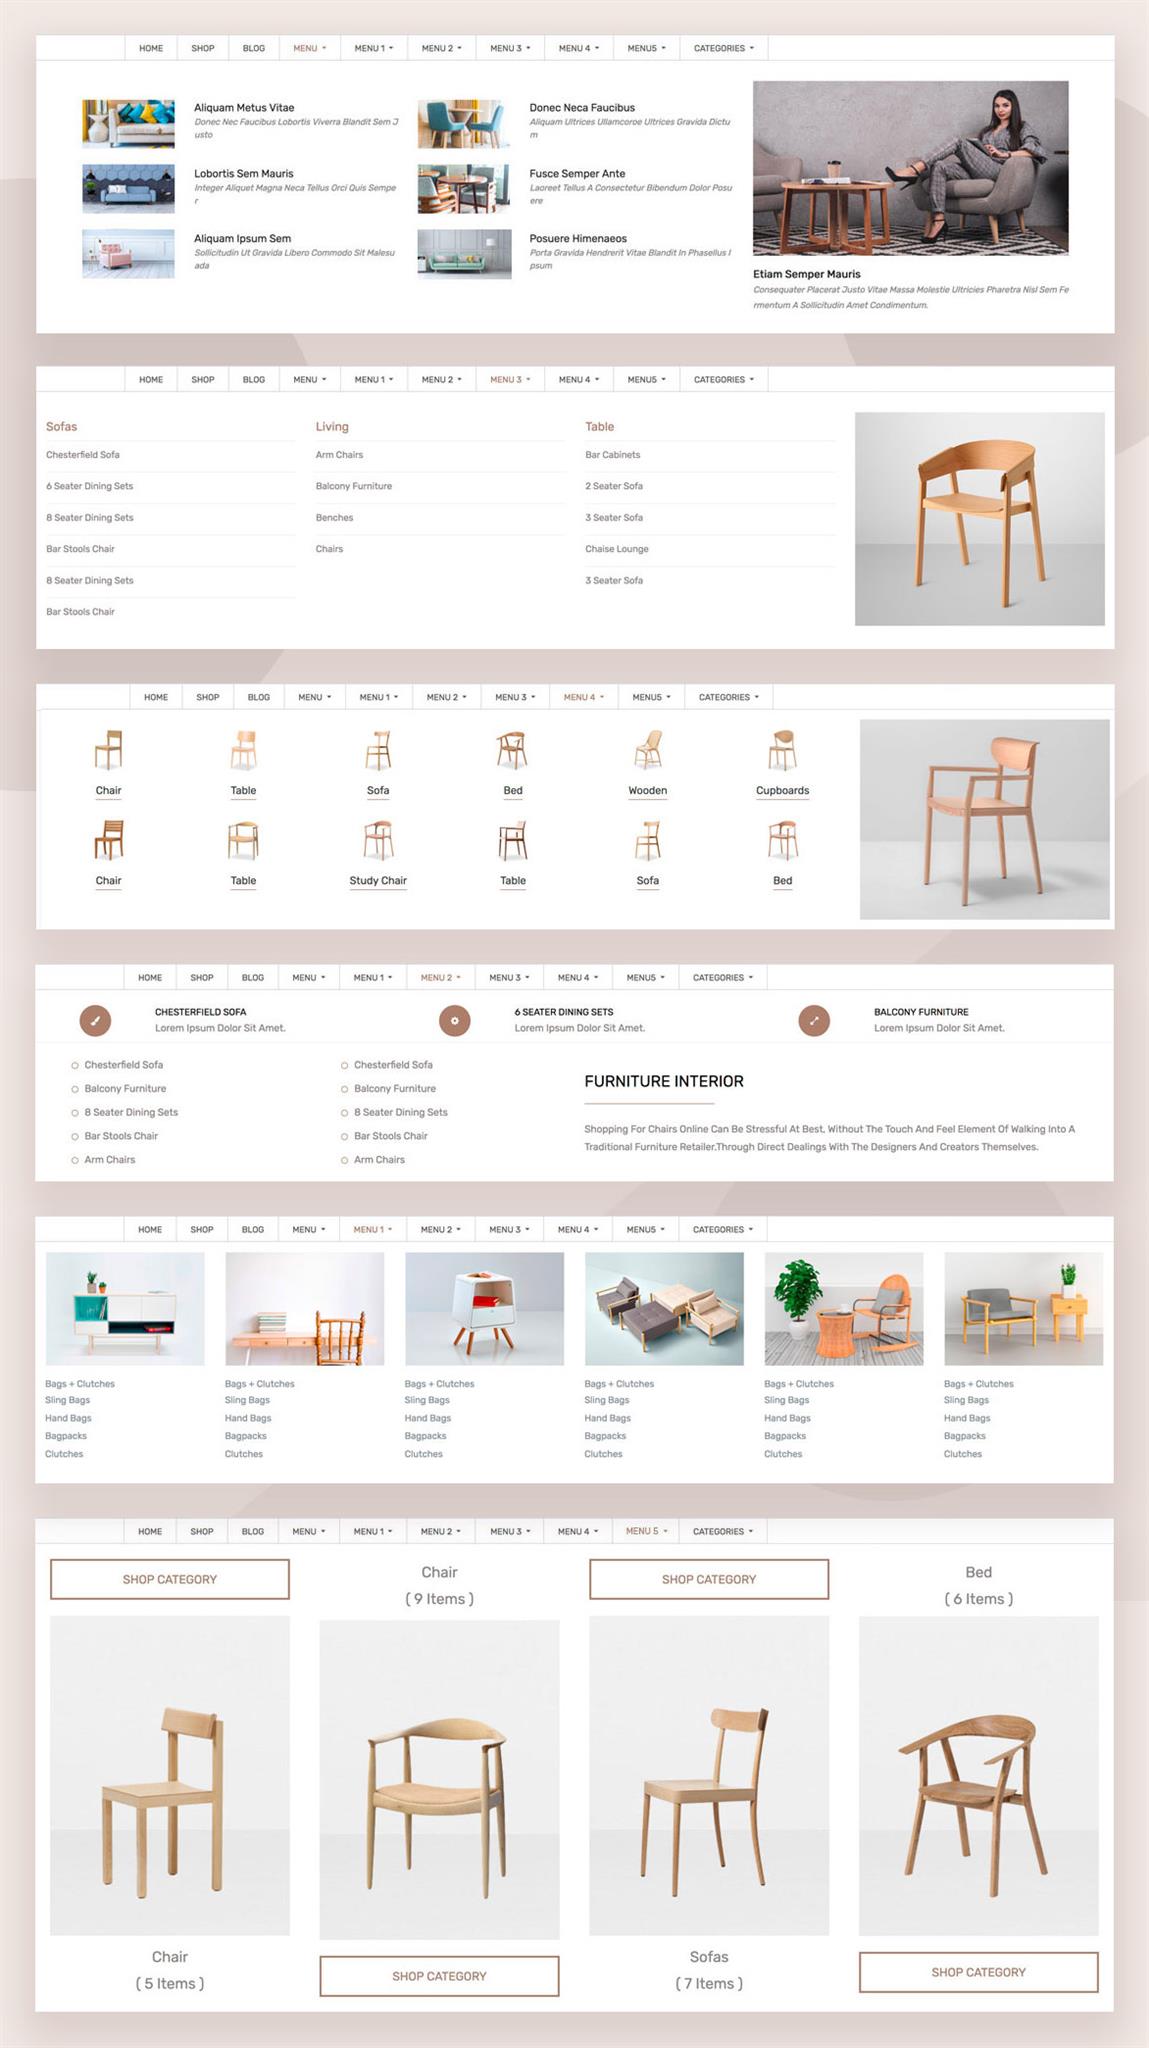 HOME SHOP BLOG MENU MENU 1 MENU 2 MENU 3 MENU 4 MENU5 CATEGORIES
Aliquam Metus Vitae
Donec Nec Faucibus Lobortis Viverra Blandit Sem J
usto
Donec Neca Faucibus
Aliquam Ultrices Ullamcorpe Ultrices Gravida Dictu
m
Lobortis Sem Mauris
Integer Aliquet Magna Neca Tellus Orci Quis Sempe
r
Fusce Semper Ante
Laoreet Tellus A Consectetur Bibendum Dolor Posu
ere
Aliquam Ipsum Sem
Sollicitudin Ut Gravida Libero Commodo Sit Malesu
ada
Posuere Himenaeos
Porta Gravida Hendrerit Vitae Blandit In Phasellus I
psum
Etiam Semper Mauris
Consequater Placerat Justo Vitae Massa Molestie Ultricies Pharetra Nisl Sem Fe
rmentum A Sollicitudin Amet Condimentum.
HOME SHOP BLOG MENU MENU 1 MENU 2 MENU 3 MENU 4 MENU5 CATEGORIES
Sofas
Chesterfield Sofa
6 Seater Dining Sets
8 Seater Dining Sets
Bar Stools Chair
8 Seater Dining Sets
Bar Stools Chair
Living
Arm Chairs
Balcony Furniture
Benches
Chairs
Table
Bar Cabinets
2 Seater Sofa
3 Seater Sofa
Chaise Lounge
3 Seater Sofa
HOME SHOP BLOG MENU MENU 1 MENU 2 MENU 3 MENU 4 MENU5 CATEGORIES
Chair Table Sofa Bed Wooden Cupboards
Chair Table Study Chair Table Sofa Bed
HOME SHOP BLOG MENU MENU 1 MENU 2 MENU 3 MENU 4 MENU5 CATEGORIES
CHESTERFIELD SOFA
Lorem Ipsum Dolor Sit Amet.
6 SEATER DINING SETS
Lorem Ipsum Dolor Sit Amet.
BALCONY FURNITURE
Lorem Ipsum Dolor Sit Amet.
Chesterfield Sofa
Balcony Furniture
8 Seater Dining Sets
Bar Stools Chair
Arm Chairs
Chesterfield Sofa
Balcony Furniture
8 Seater Dining Sets
Bar Stools Chair
Arm Chairs
FURNITURE INTERIOR
Shopping For Chairs Online Can Be Stressful At Best, Without The Touch And Feel Element Of Walking Into A
Traditional Furniture Retailer,Through Direct Dealings With The Designers And Creators Themselves.
HOME SHOP BLOG MENU MENU 1 MENU 2 MENU 3 MENU 4 MENU5 CATEGORIES
Bags + Clutches
Sling Bags
Hand Bags
Bagpacks
Clutches
Bags + Clutches
Sling Bags
Hand Bags
Bagpacks
Clutches
Bags + Clutches
Sling Bags
Hand Bags
Bagpacks
Clutches
Bags + Clutches
Sling Bags
Hand Bags
Bagpacks
Clutches
Bags + Clutches
Sling Bags
Hand Bags
Bagpacks
Clutches
Bags + Clutches
Sling Bags
Hand Bags
Bagpacks
Clutches
HOME SHOP BLOG MENU MENU 1 MENU 2 MENU 3 MENU 4 MENU 5 CATEGORIES
SHOP CATEGORY
Chair
( 5 Items )
Chair
( 9 Items )
SHOP CATEGORY
SHOP CATEGORY
Sofas
( 7 Items )
Bed
( 6 Items )
SHOP CATEGORY